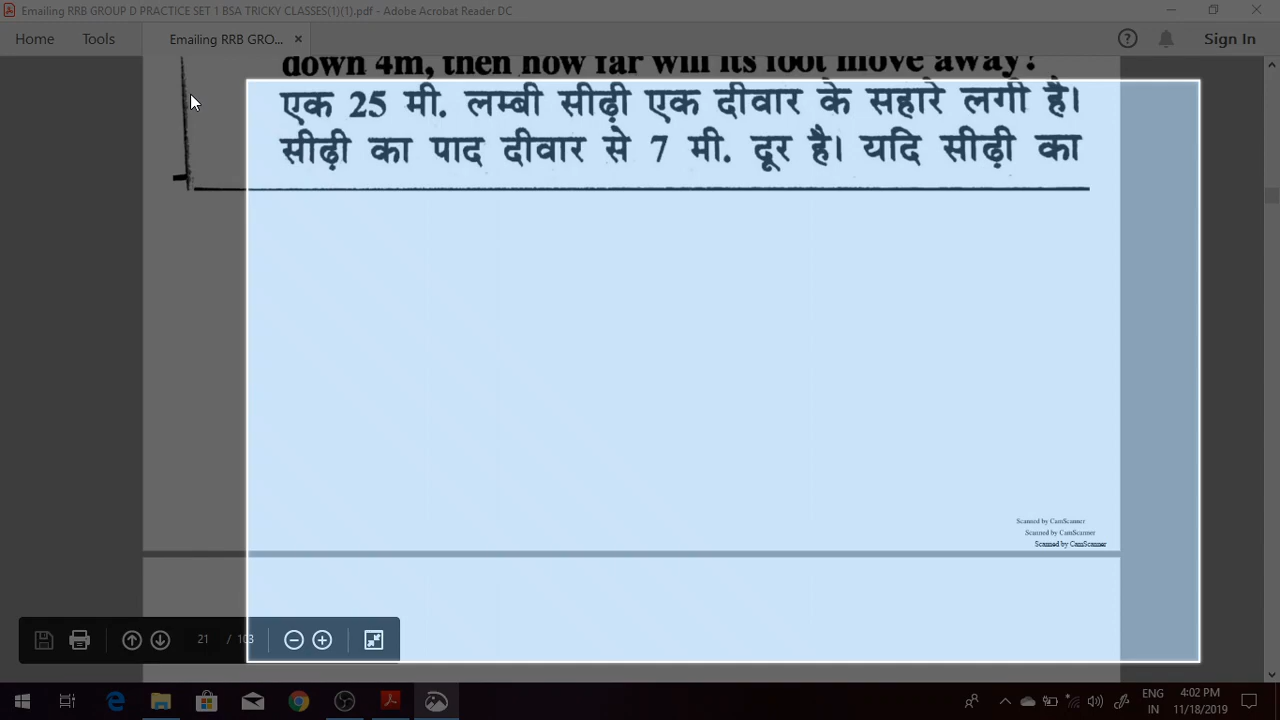 Emailing RRB GROUP D PRACTICE SET 1 BSA TRICKY CLASSES(1)(1).pdf - Adobe Acrobat Reader DC
Home Tools Emailing RRB GRO... × Sign In
down 4m, then how far will its foot move away?
एक 25 मी. लम्बी सीढ़ी एक दीवार के सहारे लगी है।
सीढ़ी का पाद दीवार से 7 मी. दूर है। यदि सीढ़ी का
Scanned by CamScanner
Scanned by CamScanner
Scanned by CamScanner
21 / 103
ENG 4:02 PM
IN 11/18/2019